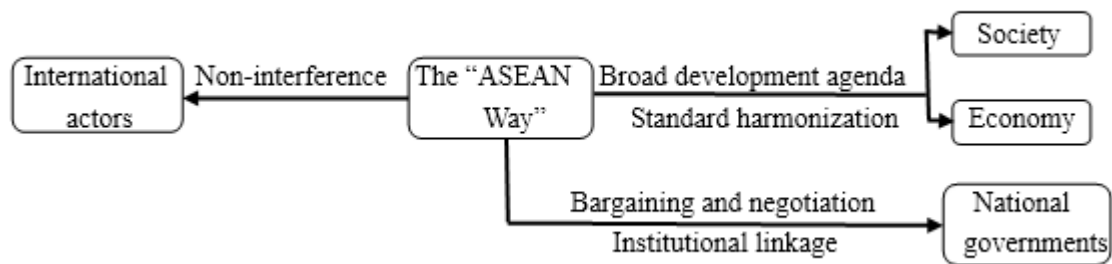 Society
International
actors
Non-interference
The “ASEAN
Way”
Broad development agenda
Standard harmonization
Economy
Bargaining and negotiation
Institutional linkage
National
governments